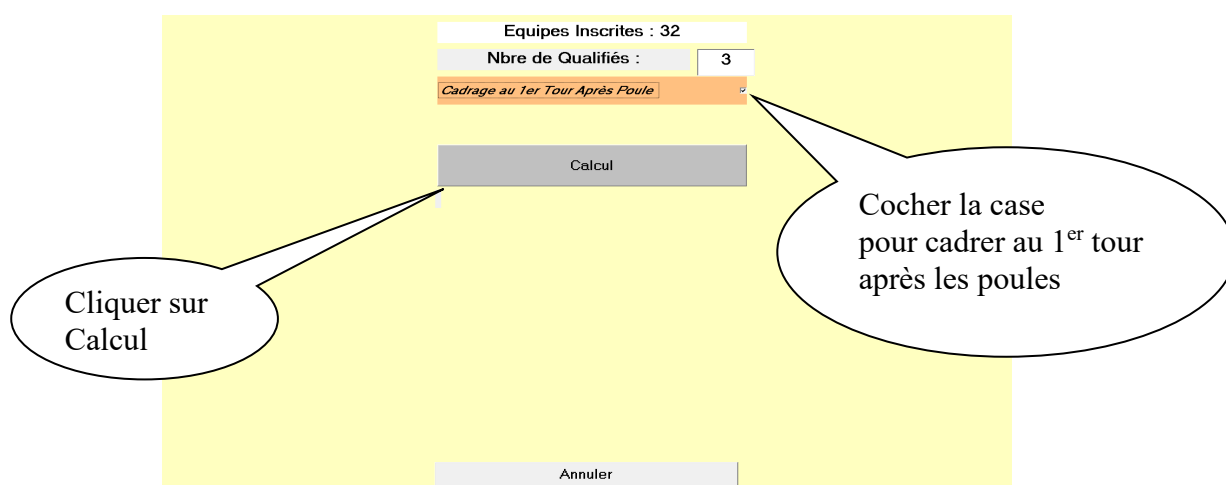 Equipes Inscrites : 32
Nbre de Qualifiés : 3
Cadrage au 1er Tour Après Poule
Calcul
Cocher la case
pour cadrer au 1er tour
après les poules
Cliquer sur
Calcul
Annuler